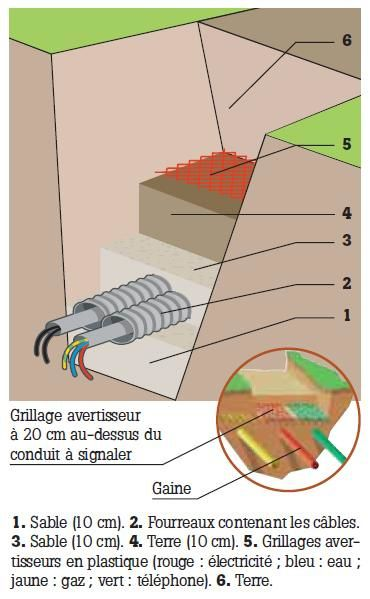 6
5
4
3
2
1
Grillage avertisseur
à 20 cm au-dessus du
conduit à signaler
Gaine
1. Sable (10 cm). 2. Fourreaux contenant les câbles.
3. Sable (10 cm). 4. Terre (10 cm). 5. Grillages aver-
tisseurs en plastique (rouge : électricité ; bleu : eau ;
jaune : gaz ; vert : téléphone). 6. Terre.